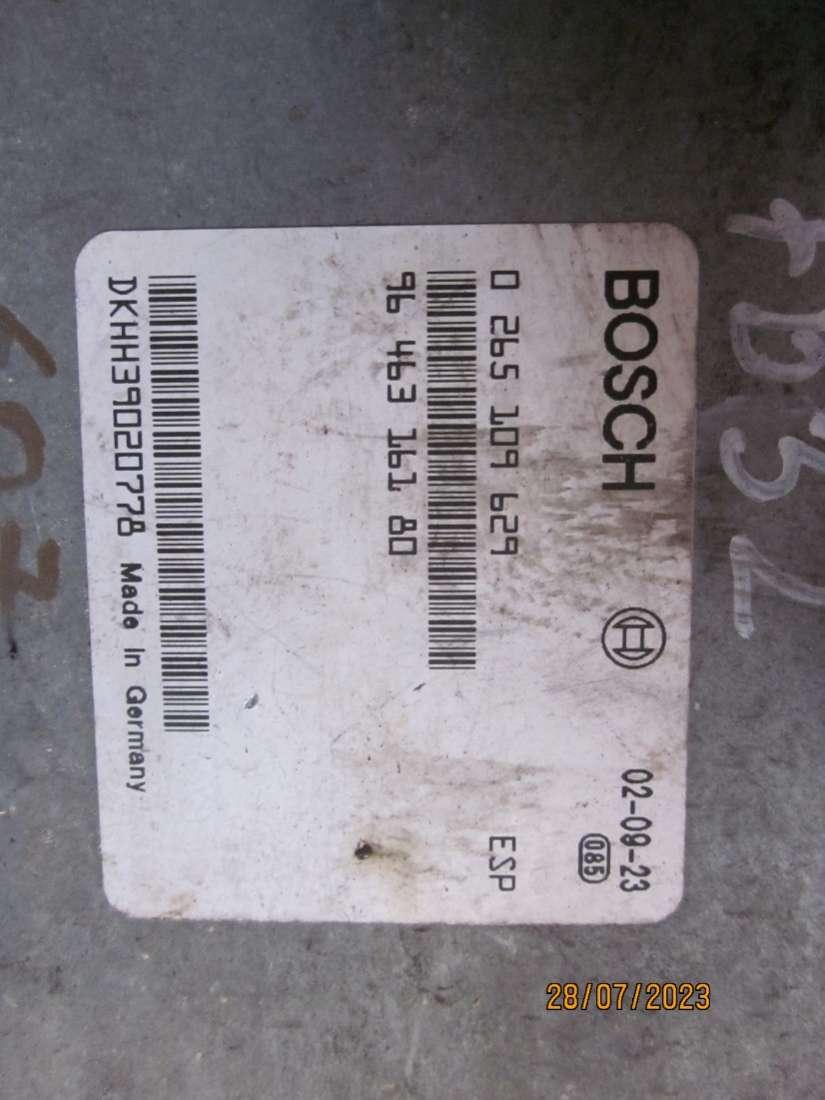 BOSCH
02-09-23
085
0 265 109 629
ESP
96 463 161 80
DKHH39020778 Made In Germany
607
28/07/2023